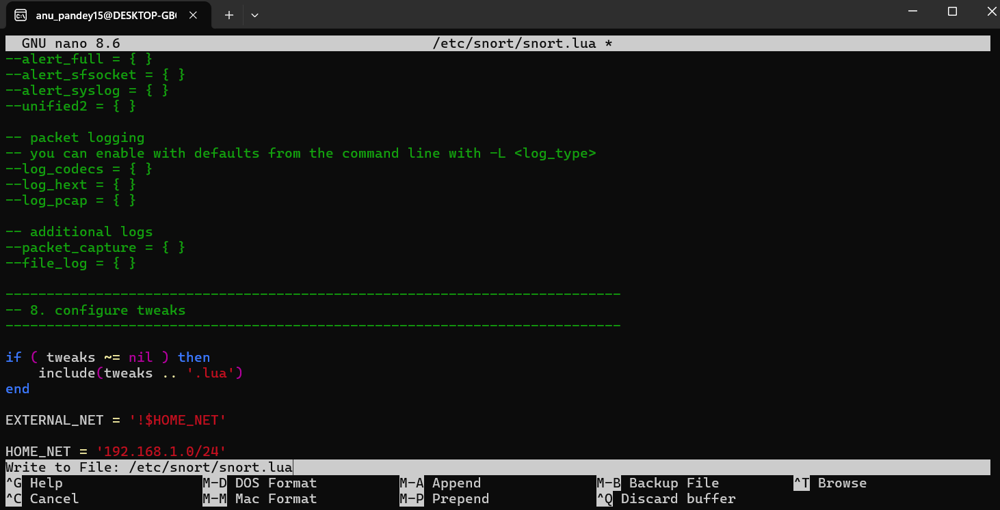 anu_pandey15@DESKTOP-GB
GNU nano 8.6 /etc/snort/snort.lua *
--alert_full = { }
--alert_sfsocket = { }
--alert_syslog = { }
--unified2 = { }
-- packet logging
-- you can enable with defaults from the command line with -L <log_type>
--log_codecs = { }
--log_hext = { }
--log_pcap = { }
-- additional logs
--packet_capture = { }
--file_log = { }
---------------------------------------------------------------------------
-- 8. configure tweaks
---------------------------------------------------------------------------
if ( tweaks ~= nil ) then
    include(tweaks .. '.lua')
end
EXTERNAL_NET = '!$HOME_NET'
HOME_NET = '192.168.1.0/24'
Write to File: /etc/snort/snort.lua
^G Help M-D DOS Format M-A Append M-B Backup File ^T Browse
^C Cancel M-M Mac Format M-P Prepend ^Q Discard buffer